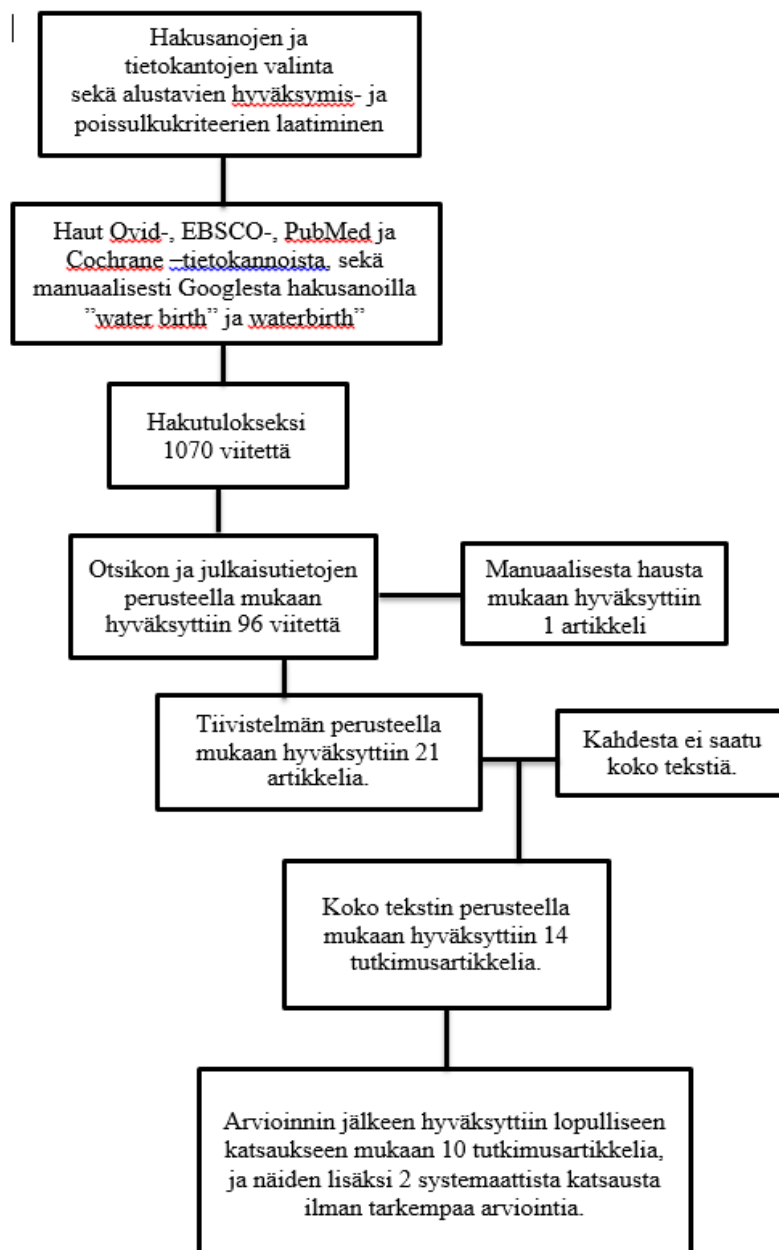 Hakusanojen ja
tietokantojen valinta
sekä alustavien hyväksymis- ja
poissulkukriteerien laatiminen
Haut Ovid-, EBSCO-, PubMed ja
Cochrane –tietokannoista, sekä
manuaalisesti Googlesta hakusanoilla
”water birth” ja waterbirth”
Hakutulokseksi
1070 viitettä
Otsikon ja julkaisutietojen
perusteella mukaan
hyväksyttiin 96 viitettä
Manuaalisesta hausta
mukaan hyväksyttiin
1 artikkeli
Tiivistelmän perusteella
mukaan hyväksyttiin 21
artikkelia.
Kahdesta ei saatu
koko tekstiä.
Koko tekstin perusteella
mukaan hyväksyttiin 14
tutkimusartikkelia.
Arvioinnin jälkeen hyväksyttiin lopulliseen
katsaukseen mukaan 10 tutkimusartikkelia,
ja näiden lisäksi 2 systemaattista katsausta
ilman tarkempaa arviointia.